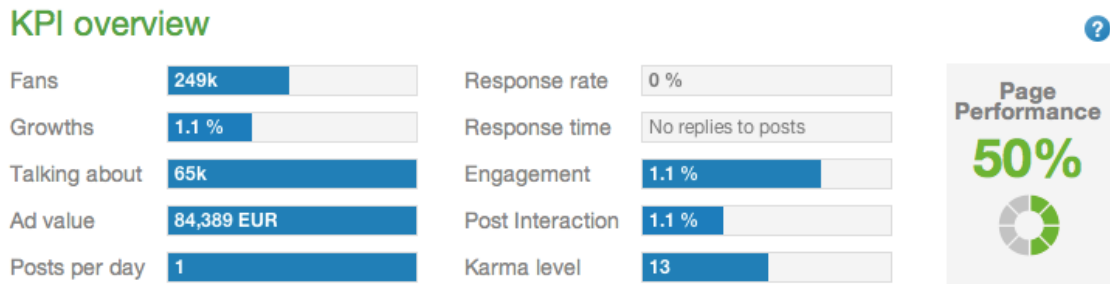 KPI overview
?
Fans 249k
Growths 1.1 %
Talking about 65k
Ad value 84,389 EUR
Posts per day 1
Response rate 0 %
Response time No replies to posts
Engagement 1.1 %
Post Interaction 1.1 %
Karma level 13
Page
Performance
50%